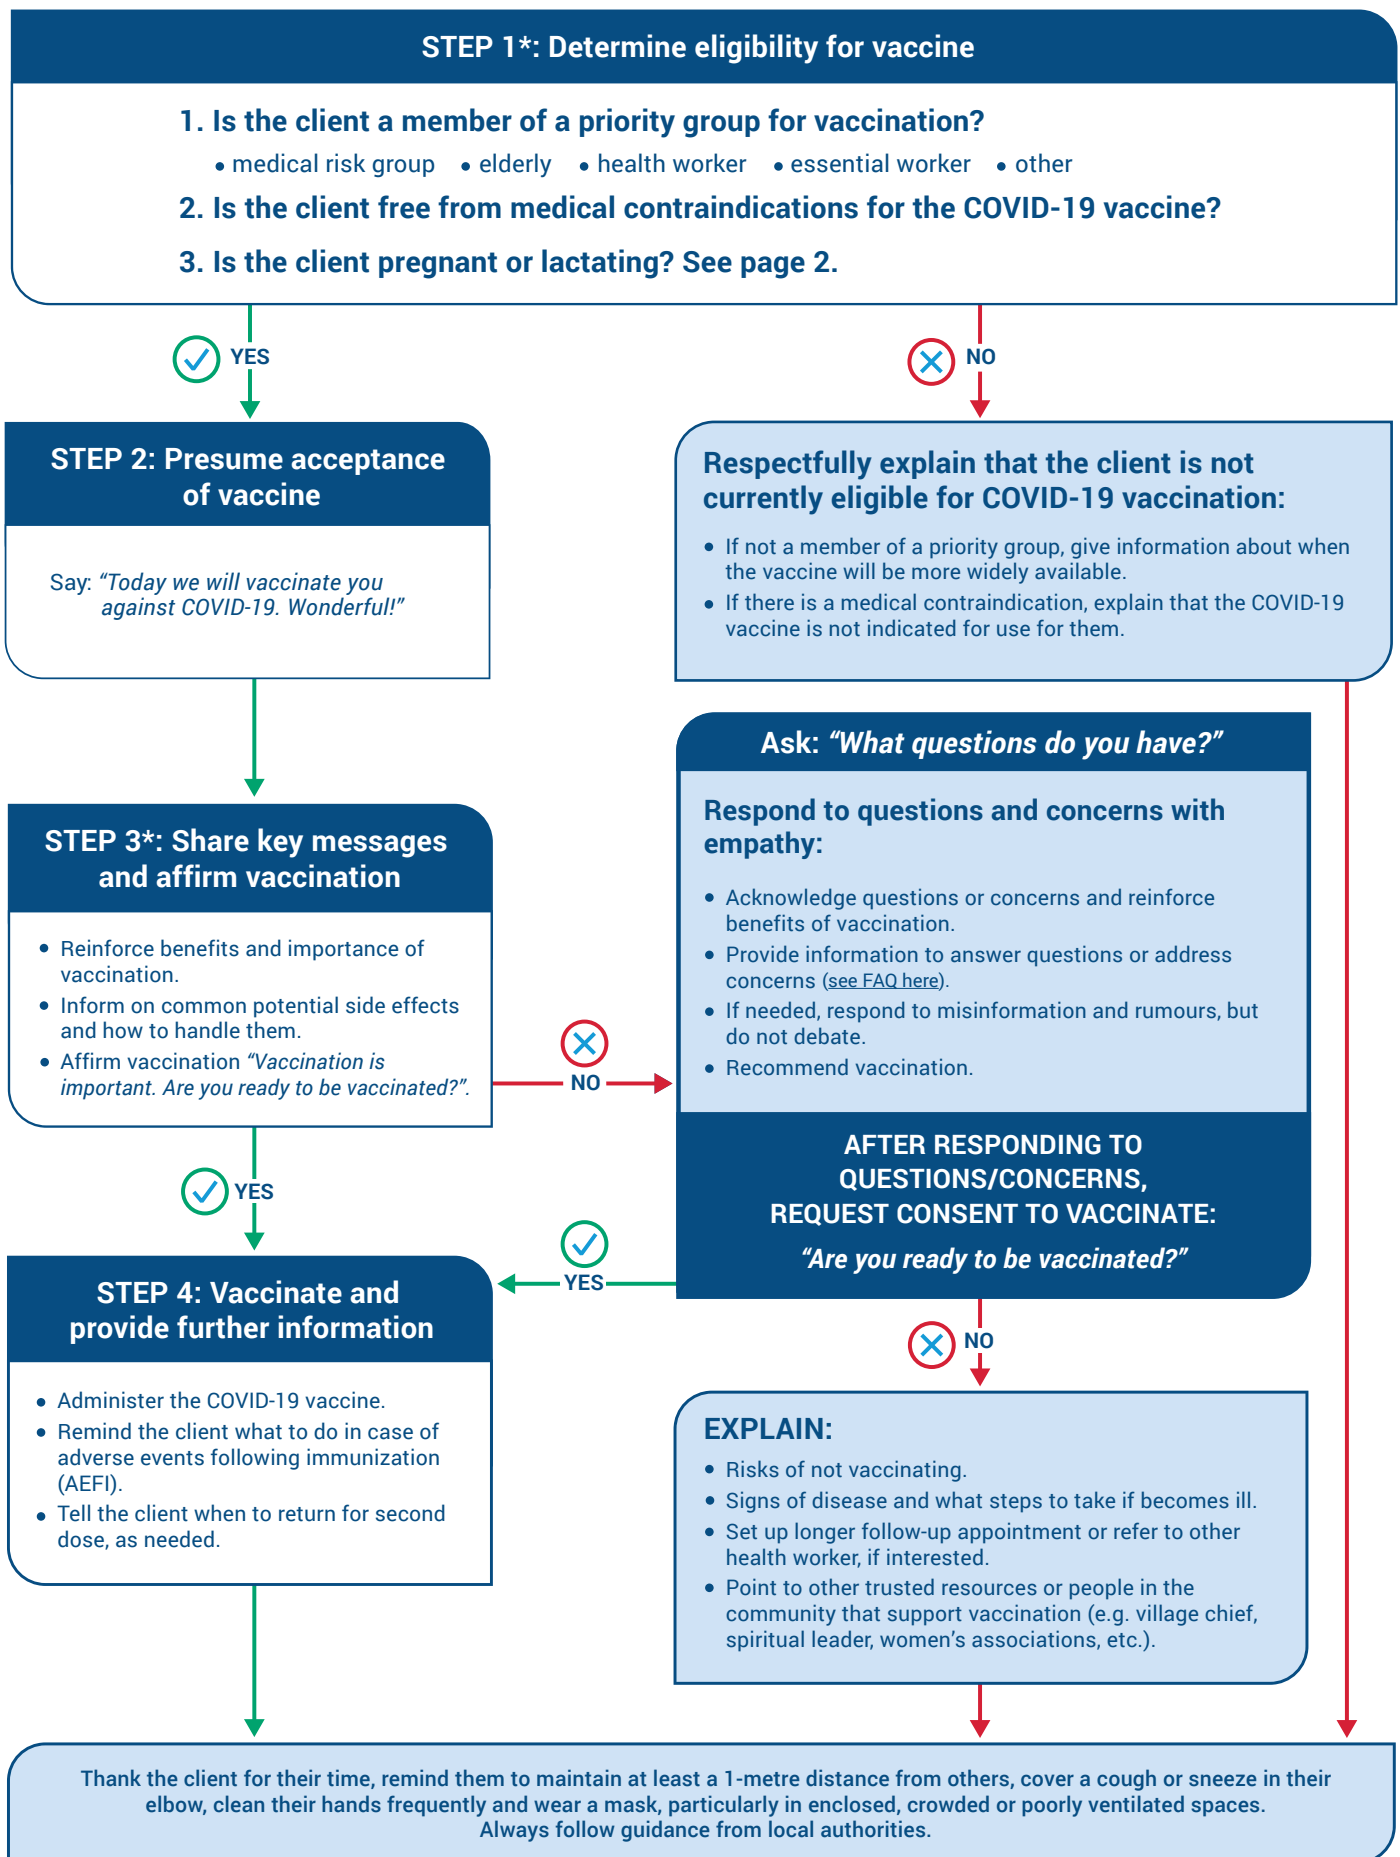 STEP 1*: Determine eligibility for vaccine
1. Is the client a member of a priority group for vaccination?
• medical risk group • elderly • health worker • essential worker • other
2. Is the client free from medical contraindications for the COVID-19 vaccine?
3. Is the client pregnant or lactating? See page 2.
YES
NO
STEP 2: Presume acceptance
of vaccine
Say: “Today we will vaccinate you
against COVID-19. Wonderful!”
Respectfully explain that the client is not
currently eligible for COVID-19 vaccination:
• If not a member of a priority group, give information about when
the vaccine will be more widely available.
• If there is a medical contraindication, explain that the COVID-19
vaccine is not indicated for use for them.
STEP 3*: Share key messages
and affirm vaccination
• Reinforce benefits and importance of
vaccination.
• Inform on common potential side effects
and how to handle them.
• Affirm vaccination “Vaccination is
important. Are you ready to be vaccinated?”.
NO
Ask: “What questions do you have?”
Respond to questions and concerns with
empathy:
• Acknowledge questions or concerns and reinforce
benefits of vaccination.
• Provide information to answer questions or address
concerns (see FAQ here).
• If needed, respond to misinformation and rumours, but
do not debate.
• Recommend vaccination.
AFTER RESPONDING TO
QUESTIONS/CONCERNS,
REQUEST CONSENT TO VACCINATE:
“Are you ready to be vaccinated?”
YES
YES
NO
STEP 4: Vaccinate and
provide further information
• Administer the COVID-19 vaccine.
• Remind the client what to do in case of
adverse events following immunization
(AEFI).
• Tell the client when to return for second
dose, as needed.
EXPLAIN:
• Risks of not vaccinating.
• Signs of disease and what steps to take if becomes ill.
• Set up longer follow-up appointment or refer to other
health worker, if interested.
• Point to other trusted resources or people in the
community that support vaccination (e.g. village chief,
spiritual leader, women’s associations, etc.).
Thank the client for their time, remind them to maintain at least a 1-metre distance from others, cover a cough or sneeze in their
elbow, clean their hands frequently and wear a mask, particularly in enclosed, crowded or poorly ventilated spaces.
Always follow guidance from local authorities.